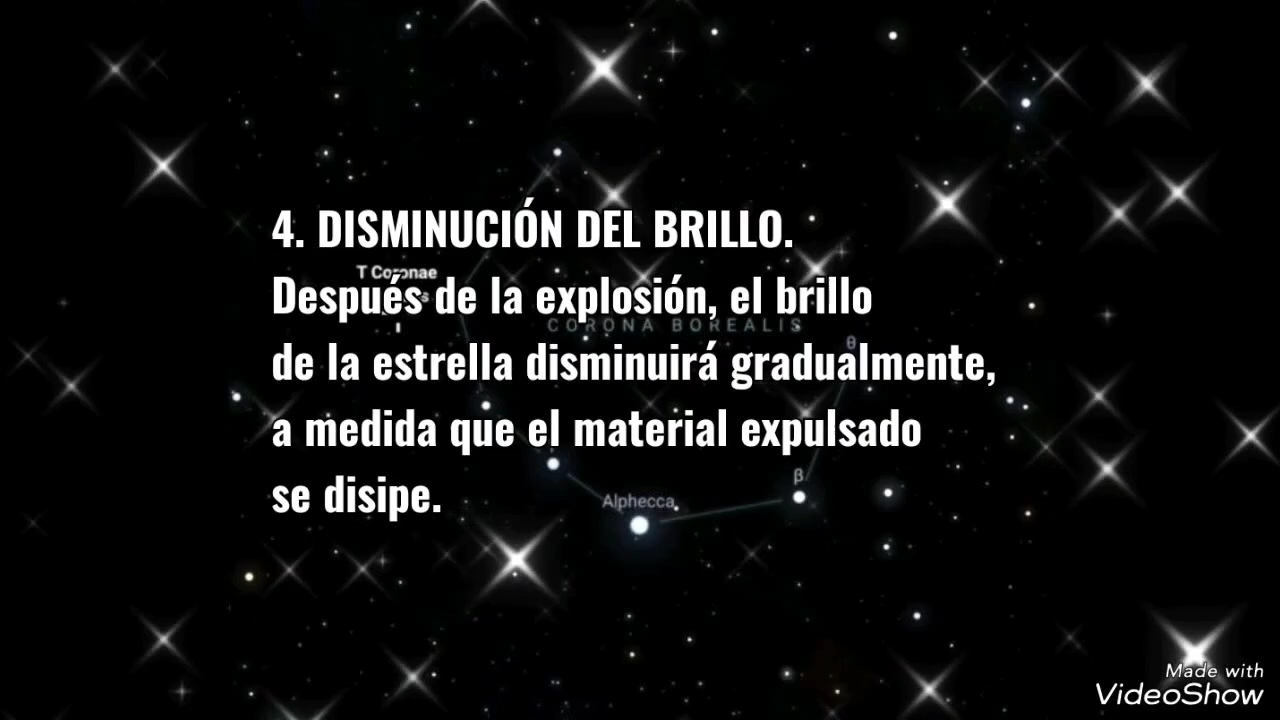 4. DISMINUCIÓN DEL BRILLO.
T Coronae
Después de la explosión, el brillo
CORONA BOREALIS
θ
de la estrella disminuirá gradualmente,
a medida que el material expulsado
β
se disipe.
Alphecca
Made with
VideoShow